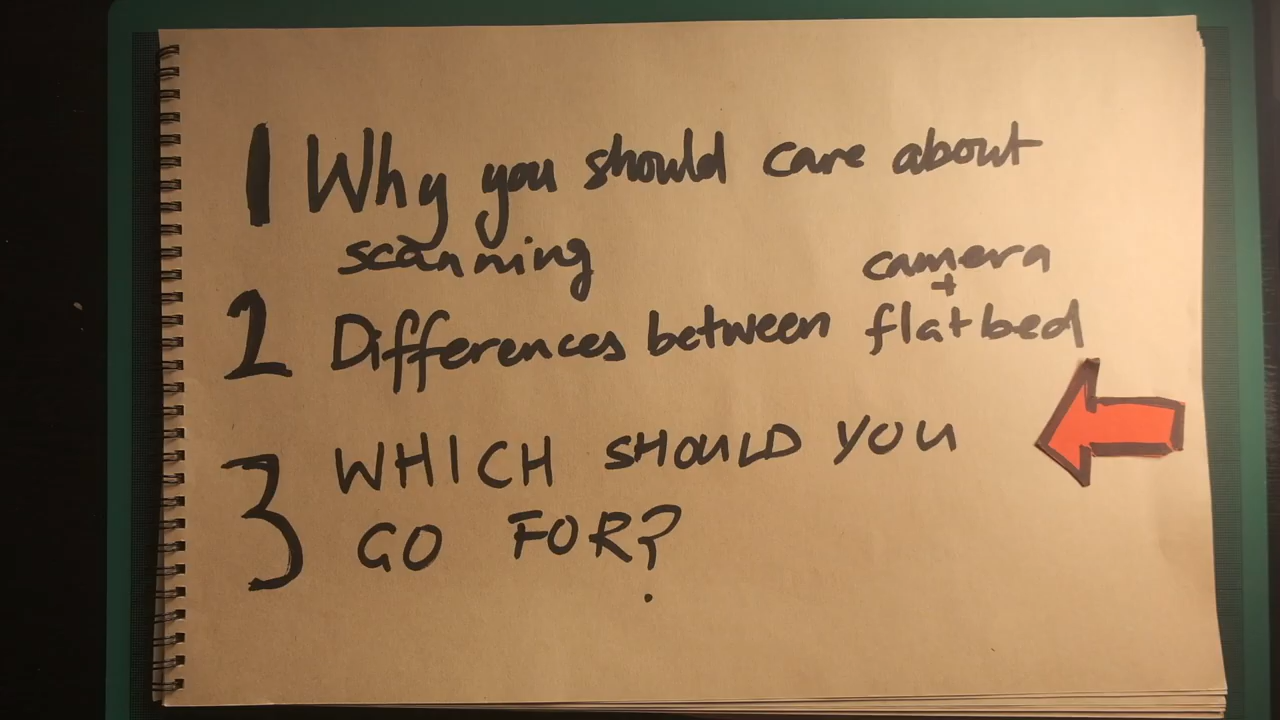 1 Why you should care about
scanning
camera
+
2 Differences between flatbed
3 WHICH SHOULD YOU
GO FOR?